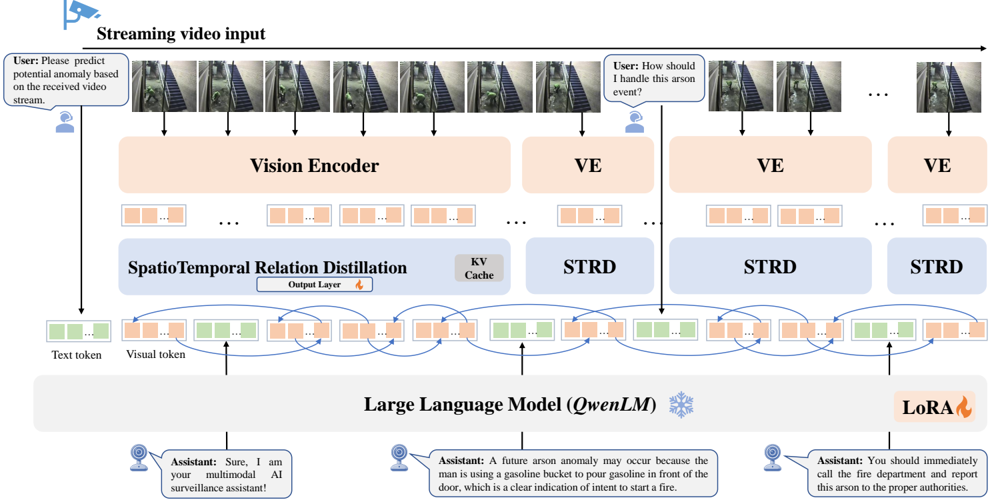 Streaming video input
User: Please predict
potential anomaly based
on the received video
stream.
User: How should
I handle this arson
event?
...
Vision Encoder
VE
VE
VE
... ... ... ... ... ... ... ... ... ... ...
SpatioTemporal Relation Distillation
KV
Cache
Output Layer
STRD
STRD
STRD
... ... ... ... ... ... ... ... ... ... ... ... ...
Text token
Visual token
Large Language Model (QwenLM)
LoRA
Assistant: Sure, I am
your multimodal AI
surveillance assistant!
Assistant: A future arson anomaly may occur because the
man is using a gasoline bucket to pour gasoline in front of the
door, which is a clear indication of intent to start a fire.
Assistant: You should immediately
call the fire department and report
this arson to the proper authorities.